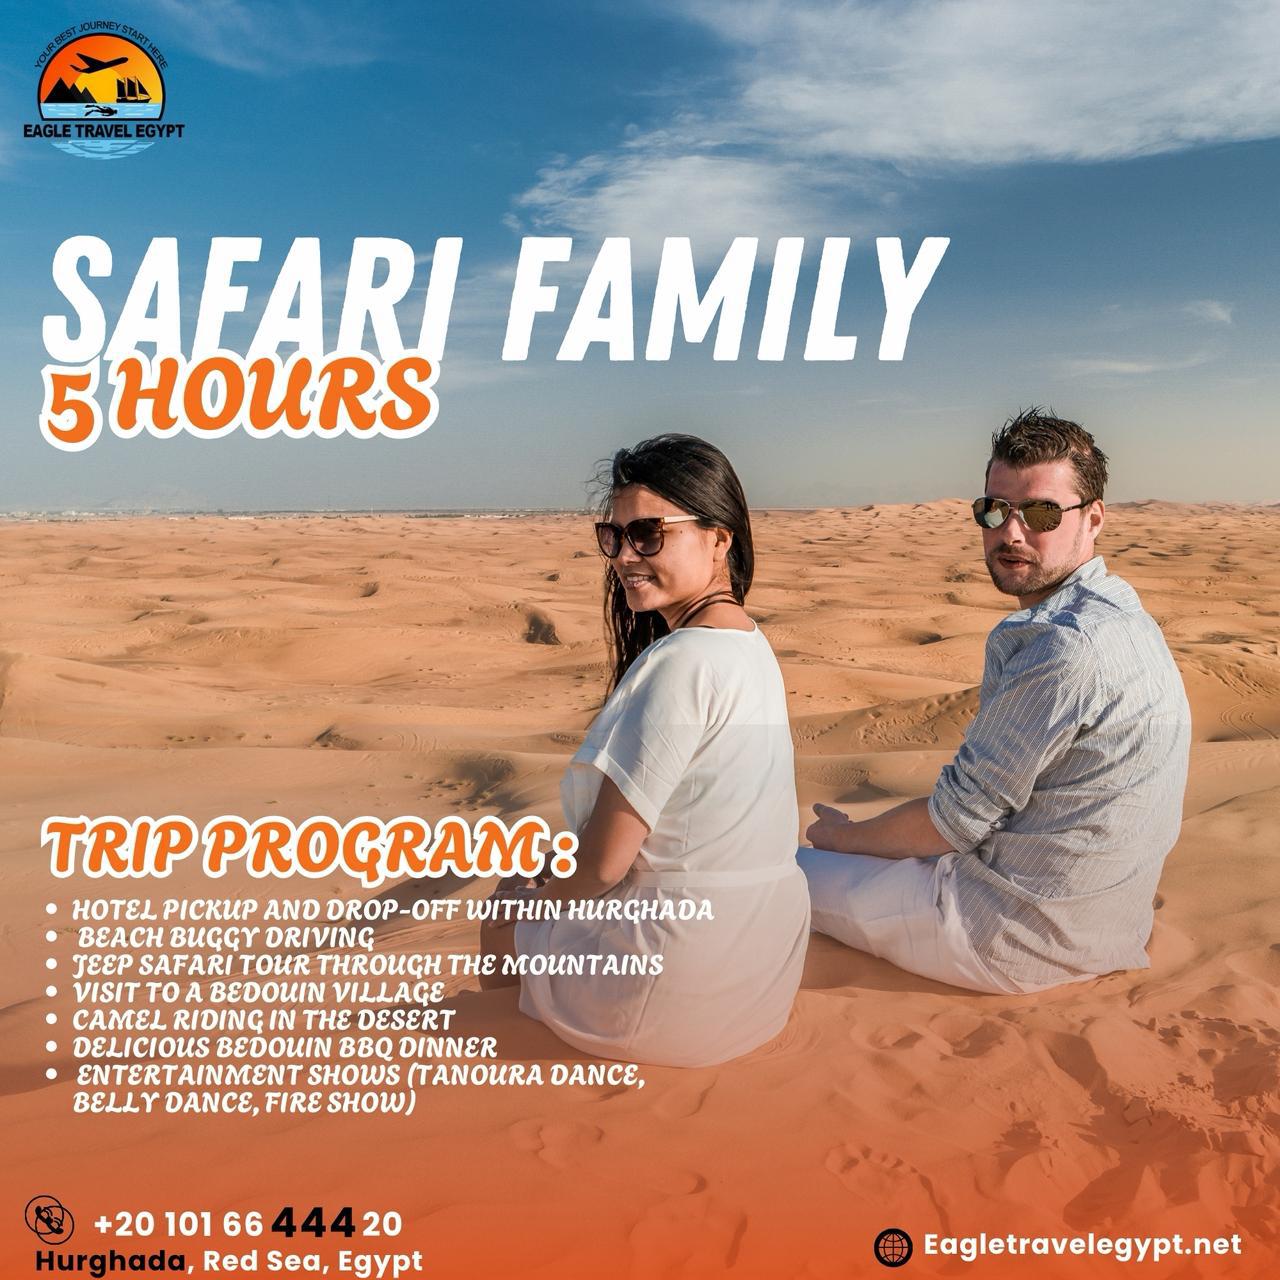 YOUR BEST JOURNEY START HERE
EAGLE TRAVEL EGYPT
SAFARI FAMILY
5 HOURS
TRIP PROGRAM :
• HOTEL PICKUP AND DROP-OFF WITHIN HURGHADA
• BEACH BUGGY DRIVING
• JEEP SAFARI TOUR THROUGH THE MOUNTAINS
• VISIT TO A BEDOUIN VILLAGE
• CAMEL RIDING IN THE DESERT
• DELICIOUS BEDOUIN BBQ DINNER
• ENTERTAINMENT SHOWS (TANOURA DANCE,
BELLY DANCE, FIRE SHOW)
+20 101 66 444 20
Hurghada, Red Sea, Egypt
Eagletravelegypt.net